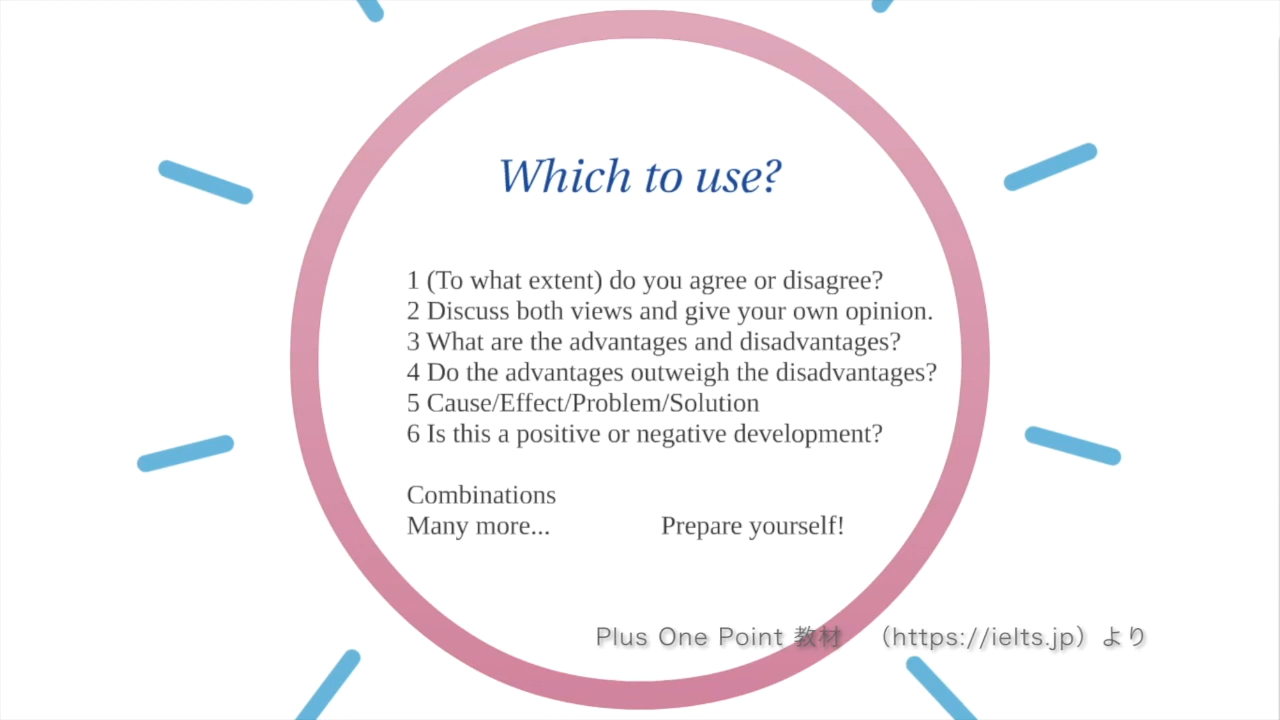 Which to use?
1 (To what extent) do you agree or disagree?
2 Discuss both views and give your own opinion.
3 What are the advantages and disadvantages?
4 Do the advantages outweigh the disadvantages?
5 Cause/Effect/Problem/Solution
6 Is this a positive or negative development?
Combinations
Many more... Prepare yourself!
Plus One Point 教材 （https://ielts.jp）より